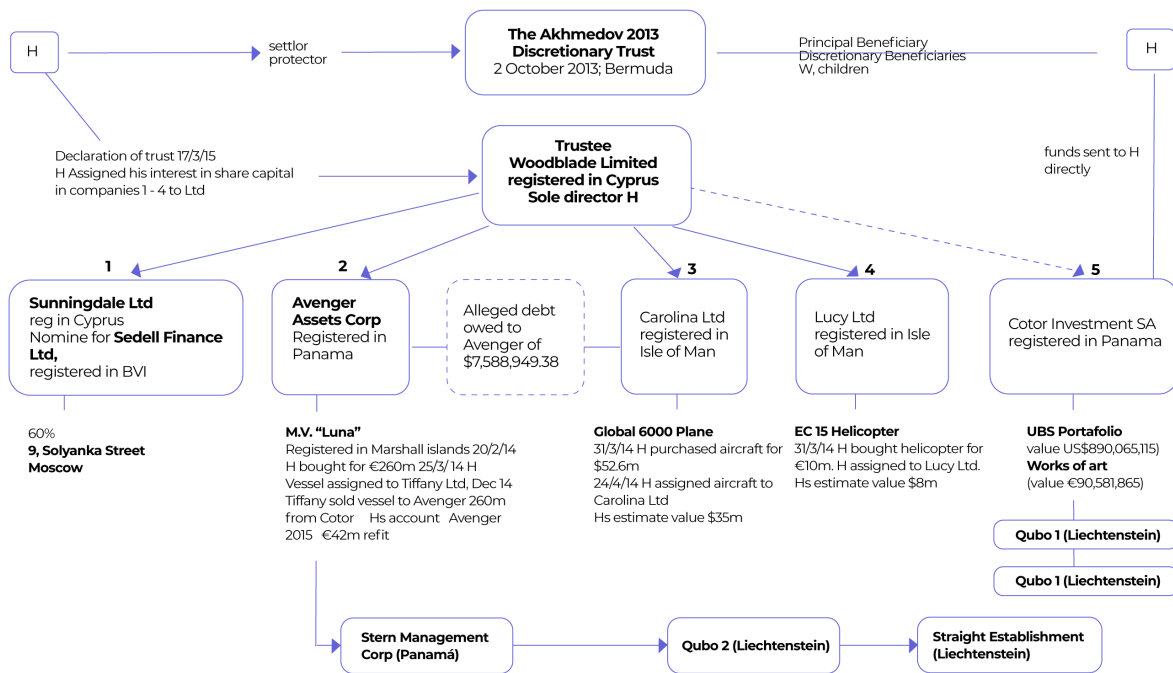 H
settlor
protector
The Akhmedov 2013
Discretionary Trust
2 October 2013; Bermuda
Principal Beneficiary
Discretionary Beneficiaries
W, children
H
Declaration of trust 17/3/15
H Assigned his interest in share capital
in companies 1 - 4 to Ltd
Trustee
Woodblade Limited
registered in Cyprus
Sole director H
funds sent to H
directly
1
Sunningdale Ltd
reg in Cyprus
Nomine for Sedell Finance
Ltd,
registered in BVI
2
Avenger
Assets Corp
Registered in
Panama
Alleged debt
owed to
Avenger of
$7,588,949.38
3
Carolina Ltd
registered in
Isle of Man
4
Lucy Ltd
registered in Isle
of Man
5
Cotor Investment SA
registered in Panama
60%
9, Solyanka Street
Moscow
M.V. “Luna”
Registered in Marshall islands 20/2/14
H bought for €260m 25/3/ 14 H
Vessel assigned to Tiffany Ltd, Dec 14
Tiffany sold vessel to Avenger 260m
from Cotor Hs account Avenger
2015 €42m refit
Global 6000 Plane
31/3/14 H purchased aircraft for
$52.6m
24/4/14 H assigned aircraft to
Carolina Ltd
Hs estimate value $35m
EC 15 Helicopter
31/3/14 H bought helicopter for
€10m. H assigned to Lucy Ltd.
Hs estimate value $8m
UBS Portafolio
value US$890,065,115)
Works of art
(value €90,581,865)
Qubo 1 (Liechtenstein)
Qubo 1 (Liechtenstein)
Stern Management
Corp (Panamá)
Qubo 2 (Liechtenstein)
Straight Establishment
(Liechtenstein)